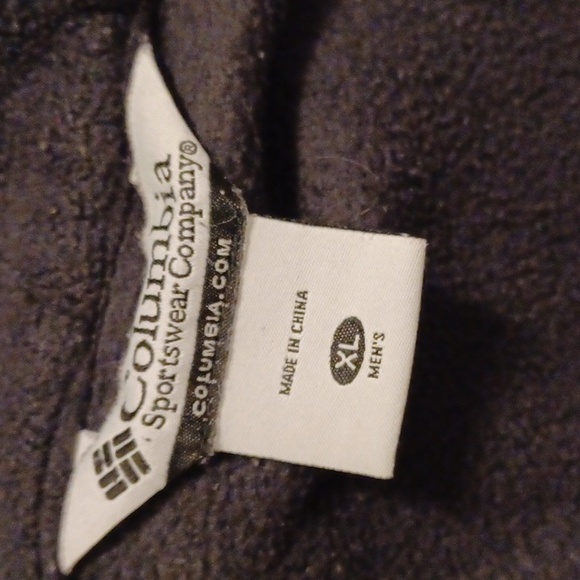 Columbia
Sportswear Company®
COLUMBIA.COM
MADE IN CHINA
XL
MEN'S